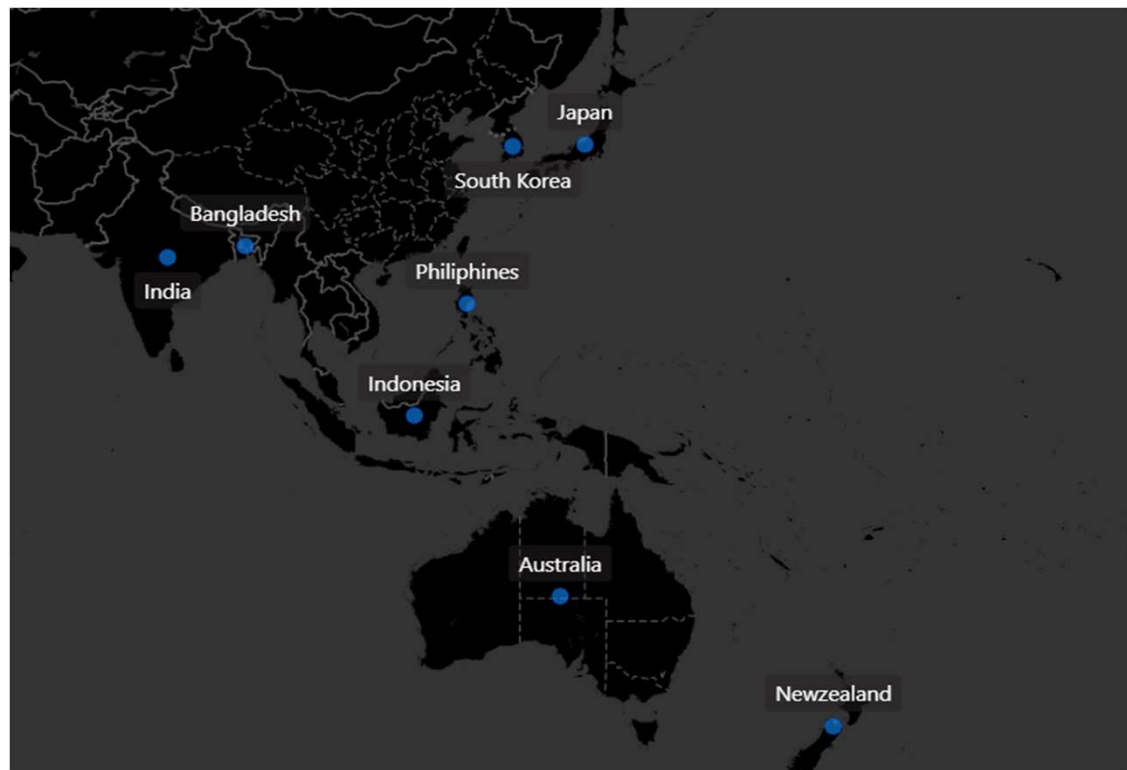 Japan
South Korea
Bangladesh
Philiphines
India
Indonesia
Australia
Newzealand